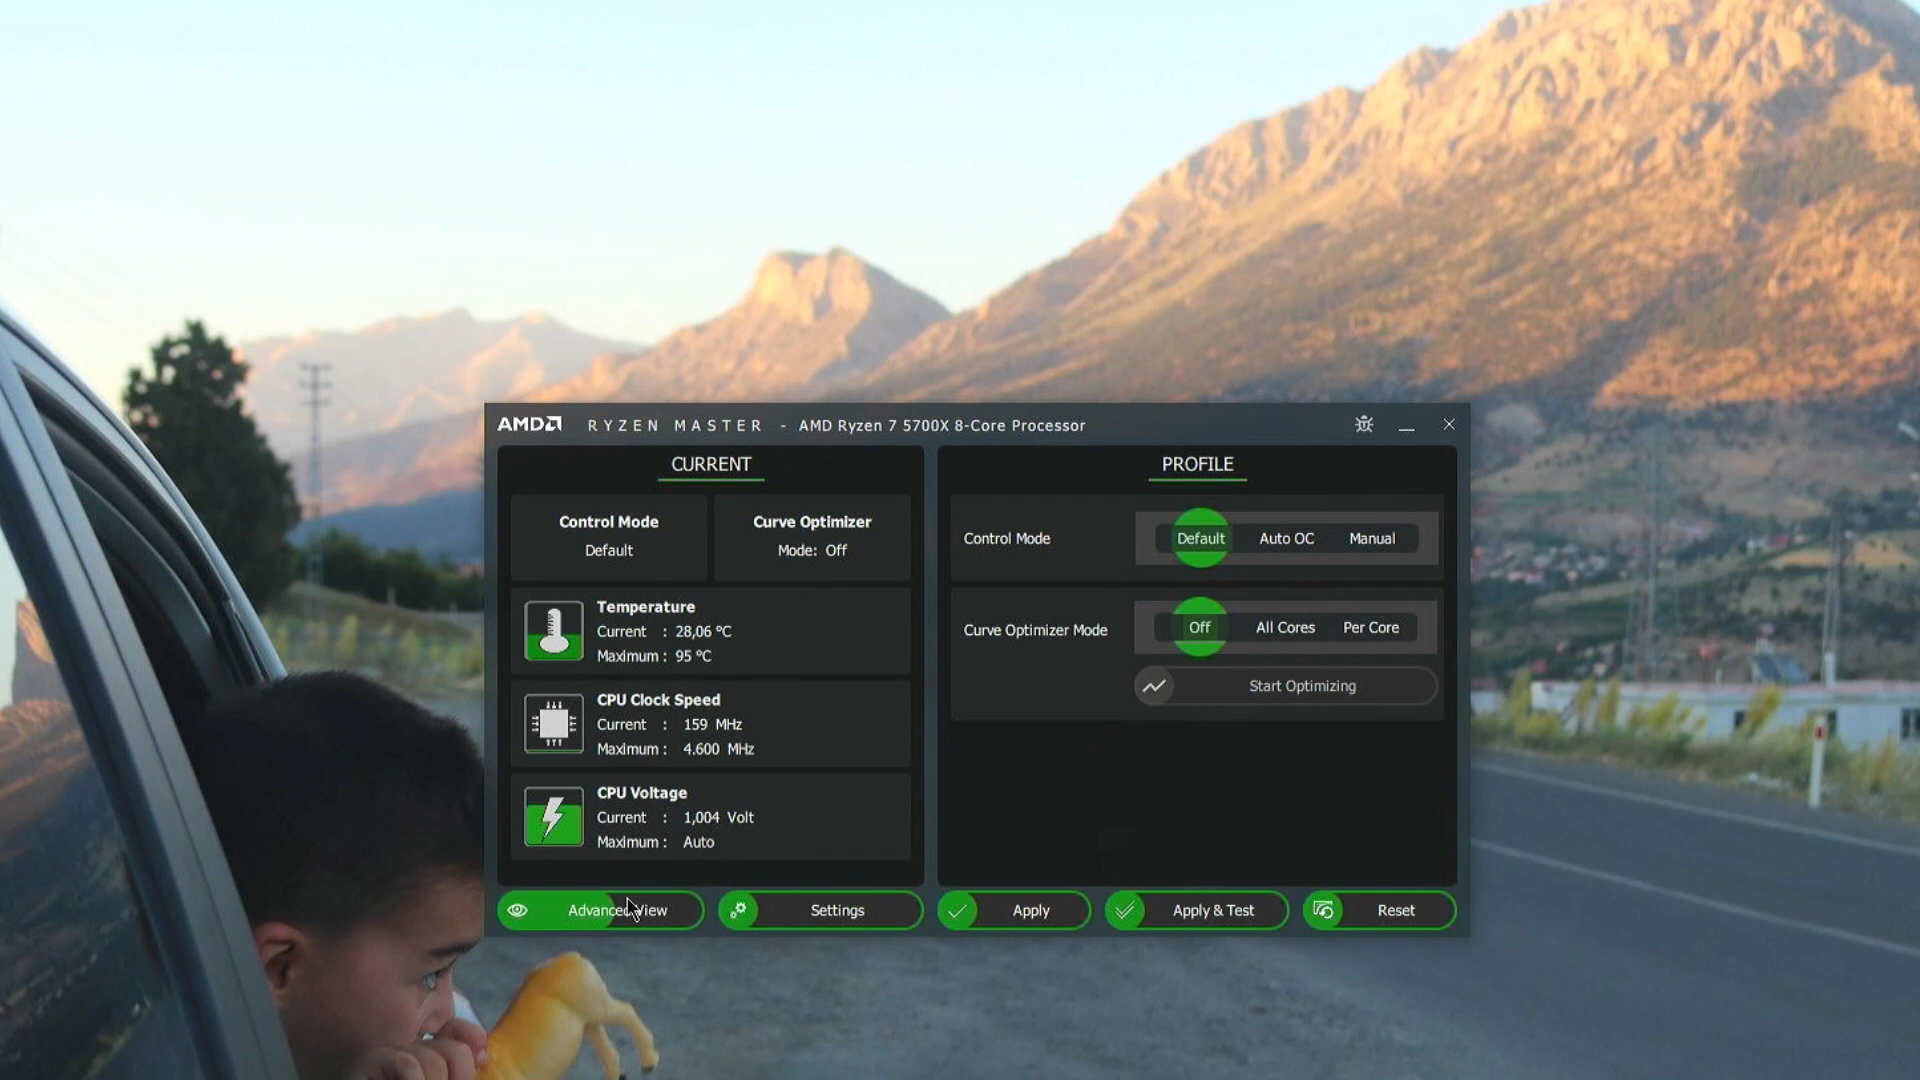 AMD RYZEN MASTER - AMD Ryzen 7 5700X 8-Core Processor
CURRENT
Control Mode
Default
Curve Optimizer
Mode: Off
Temperature
Current : 28,06 ºC
Maximum : 95 ºC
CPU Clock Speed
Current : 159 MHz
Maximum : 4.600 MHz
CPU Voltage
Current : 1,004 Volt
Maximum : Auto
PROFILE
Control Mode
Default Auto OC Manual
Curve Optimizer Mode
Off All Cores Per Core
Start Optimizing
Advanced View Settings Apply Apply & Test Reset